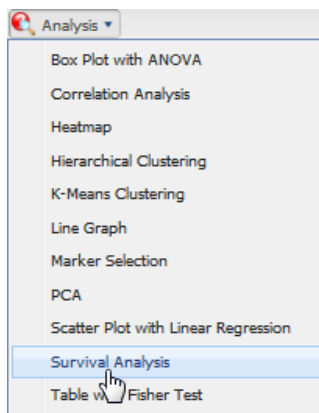 Analysis
Box Plot with ANOVA
Correlation Analysis
Heatmap
Hierarchical Clustering
K-Means Clustering
Line Graph
Marker Selection
PCA
Scatter Plot with Linear Regression
Survival Analysis
Table Fisher Test